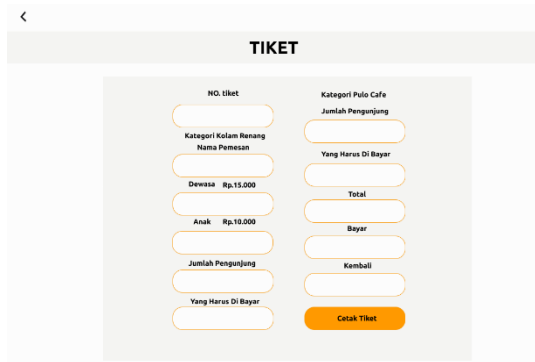 TIKET
NO. tiket
Kategori Kolam Renang
Nama Pemesan
Dewasa Rp.15.000
Anak Rp.10.000
Jumlah Pengunjung
Yang Harus Di Bayar
Kategori Pulo Cafe
Jumlah Pengunjung
Yang Harus Di Bayar
Total
Bayar
Kembali
Cetak Tiket